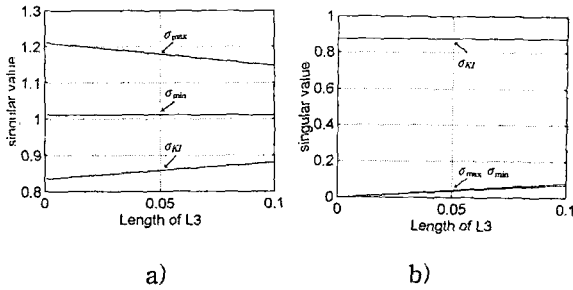 1.3
1.2
1.1
1
0.9
0.8
singular value
σmax
σmin
σKI
0
0.05
0.1
Length of L3
a)
1
0.8
0.6
0.4
0.2
0
singular value
σKI
σmax σmin
0
0.05
0.1
Length of L3
b)